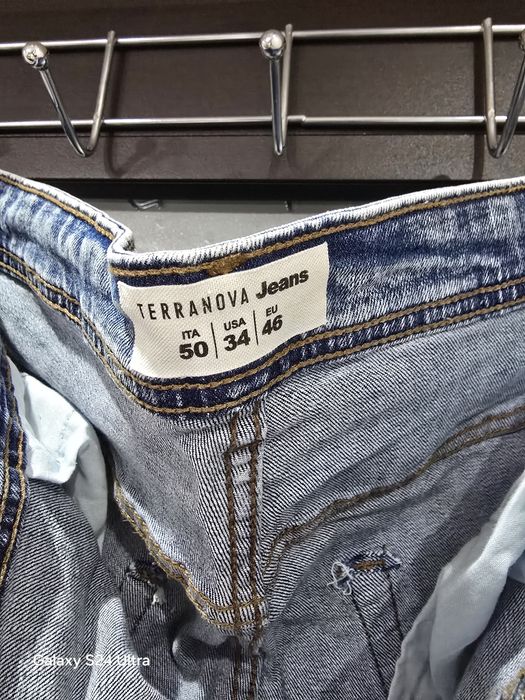 TERRANOVA Jeans
ITA USA EU
50 34 46
Galaxy S24 Ultra